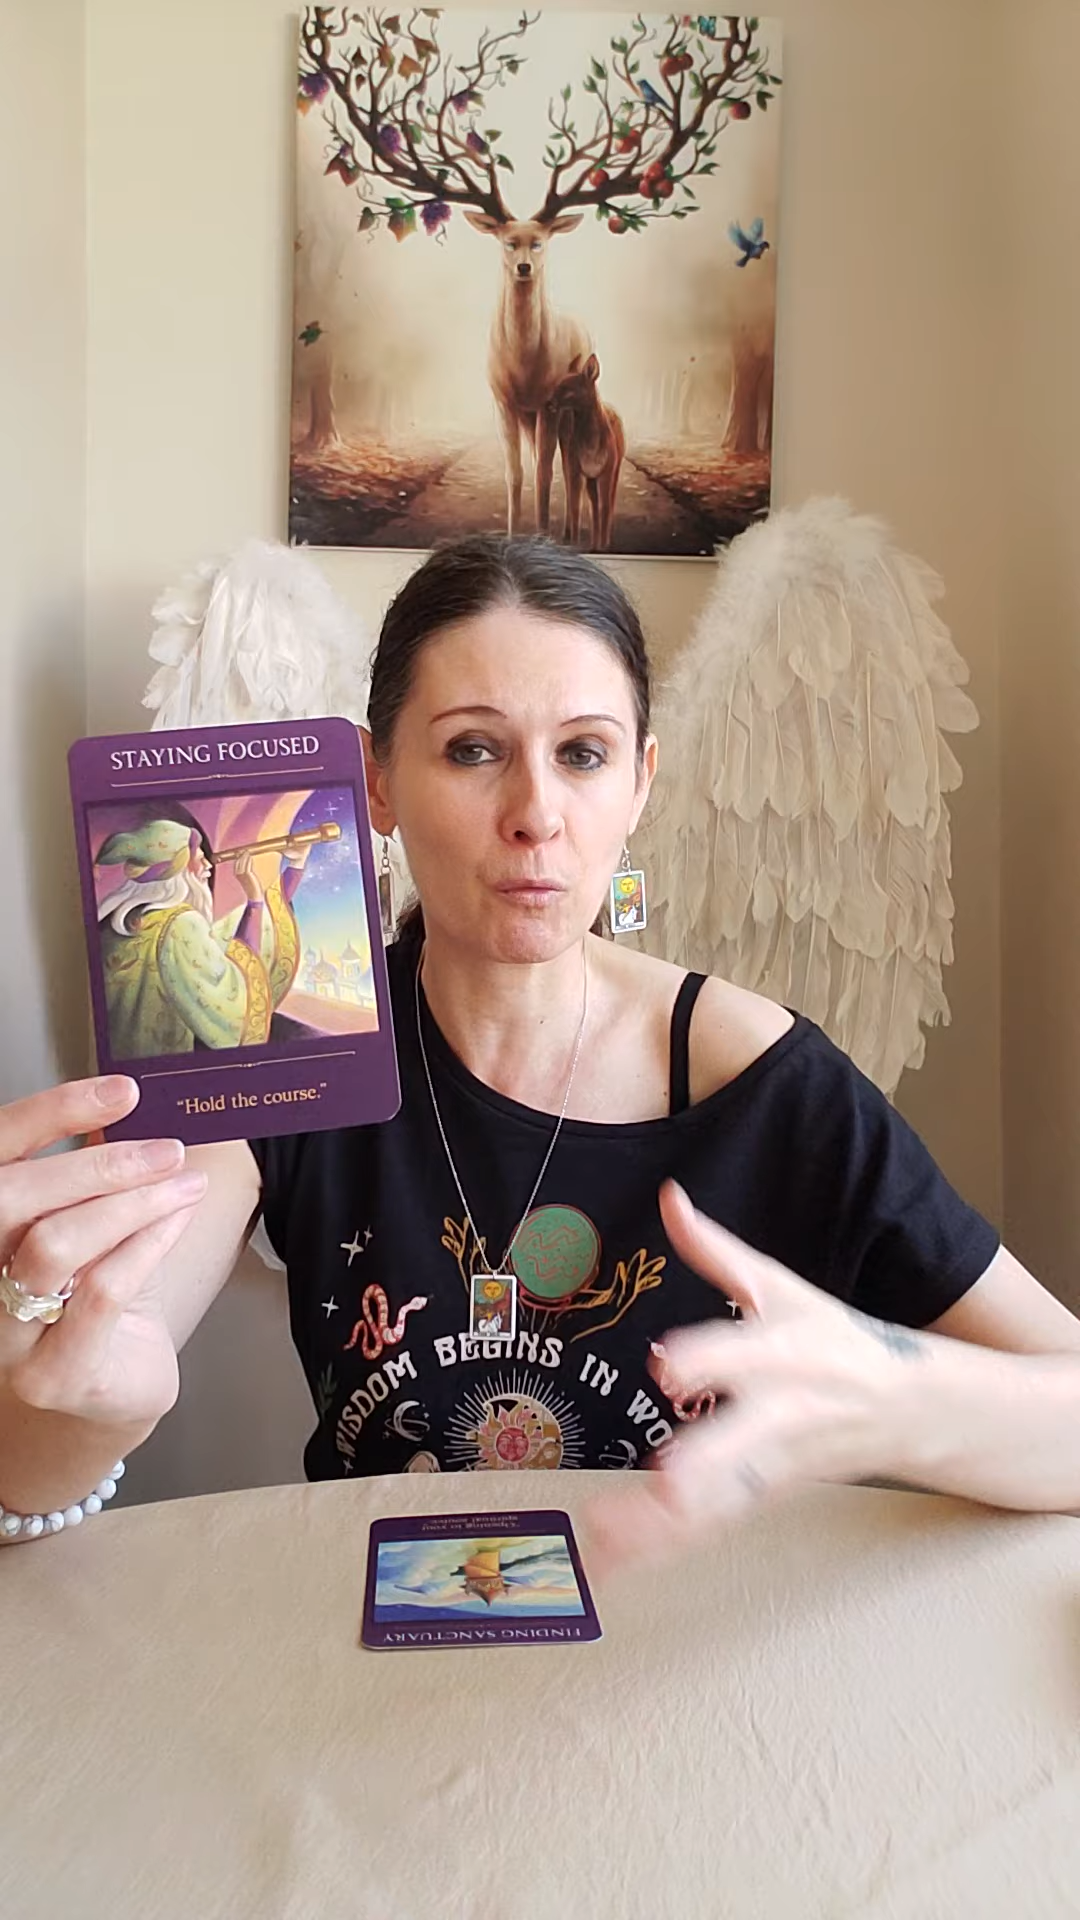 STAYING FOCUSED
"Hold the course."
WISDOM BEGINS IN WO
FINDING SANCTUARY